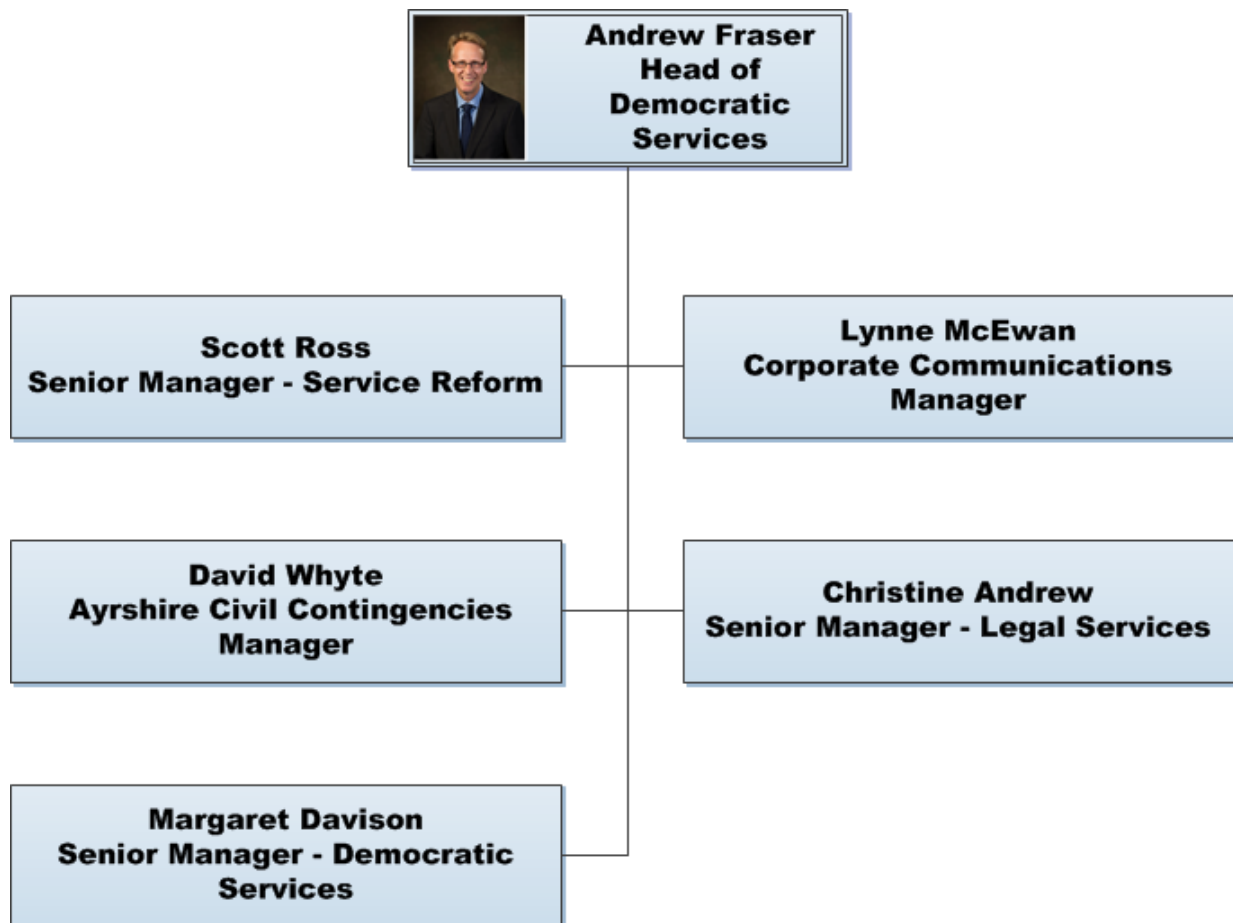 Andrew Fraser
Head of
Democratic
Services
Scott Ross
Senior Manager - Service Reform
Lynne McEwan
Corporate Communications
Manager
David Whyte
Ayrshire Civil Contingencies
Manager
Christine Andrew
Senior Manager - Legal Services
Margaret Davison
Senior Manager - Democratic
Services